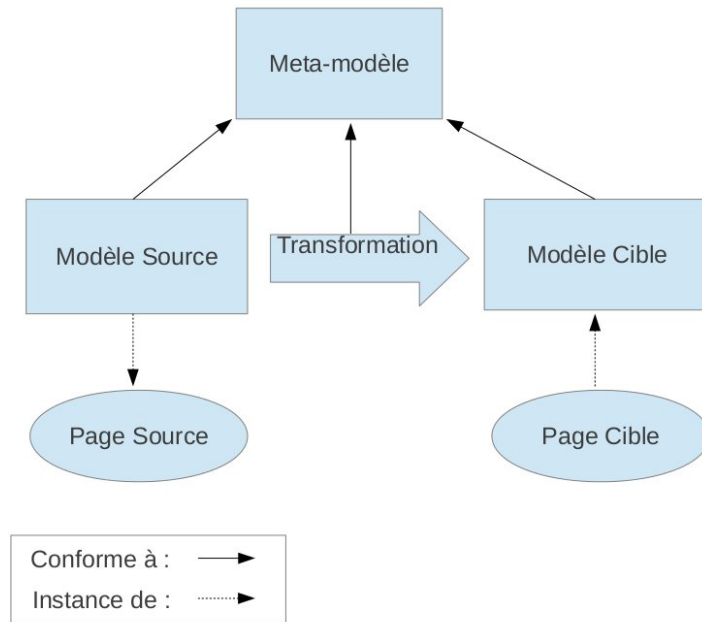 Meta-modèle
Modèle Source
Transformation
Modèle Cible
Page Source
Page Cible
Conforme à :
Instance de :